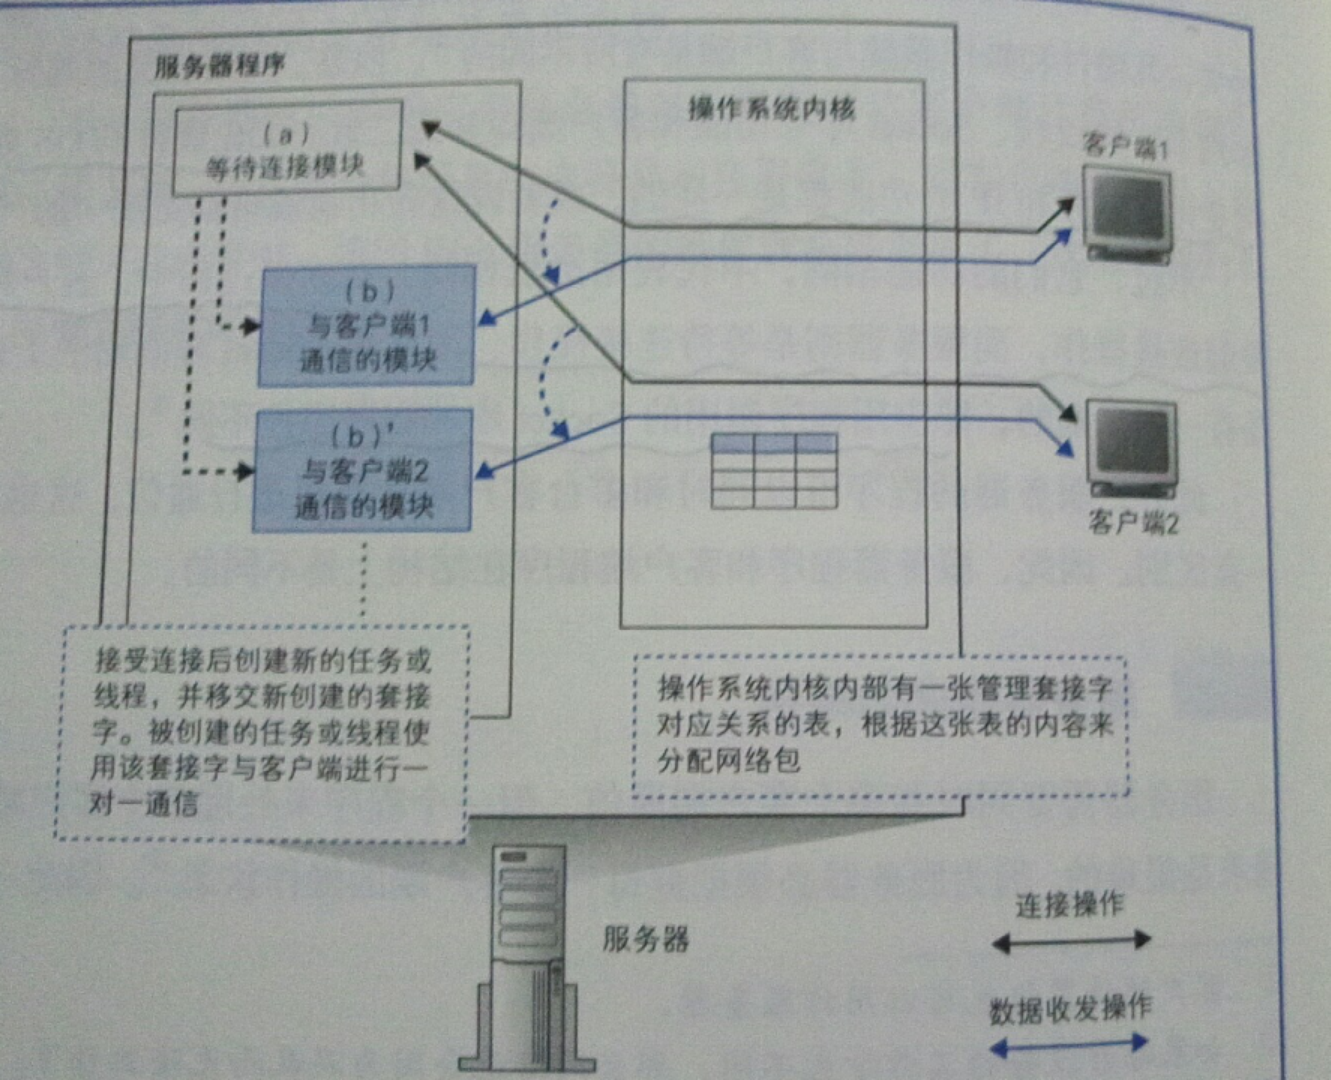 服务器程序
操作系统内核
(a)
等待连接模块
客户端1
(b)
与客户端1
通信的模块
(b)'
与客户端2
通信的模块
客户端2
接受连接后创建新的任务或
线程，并移交新创建的套接
字。被创建的任务或线程使
用该套接字与客户端进行一
对一通信
操作系统内核内部有一张管理套接字
对应关系的表，根据这张表的内容来
分配网络包
服务器
连接操作
数据收发操作